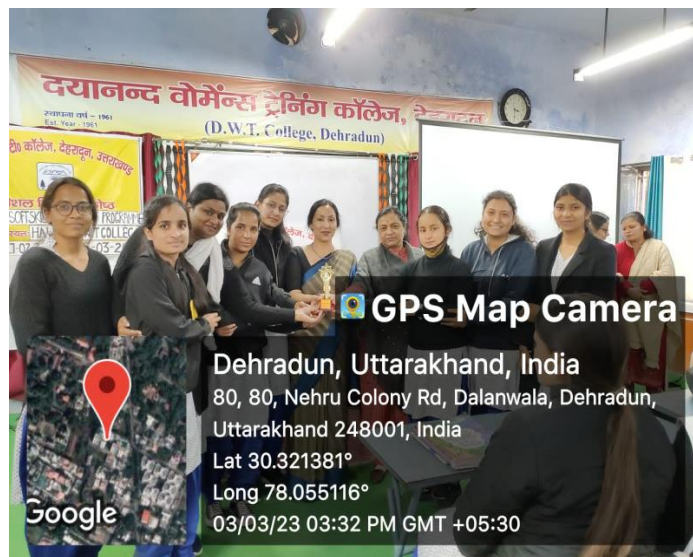 दयानन्द वोमेन्स ट्रेनिंग कॉलेज, देहरादून
स्थापना वर्ष – 1961
Est. Year - 1961
(D.W.T. College, Dehradun)
कॉलेज, देहरादून, उत्तराखण्ड
PROGRAMME
GPS Map Camera
Dehradun, Uttarakhand, India
80, 80, Nehru Colony Rd, Dalanwala, Dehradun,
Uttarakhand 248001, India
Lat 30.321381°
Long 78.055116°
03/03/23 03:32 PM GMT +05:30
Google